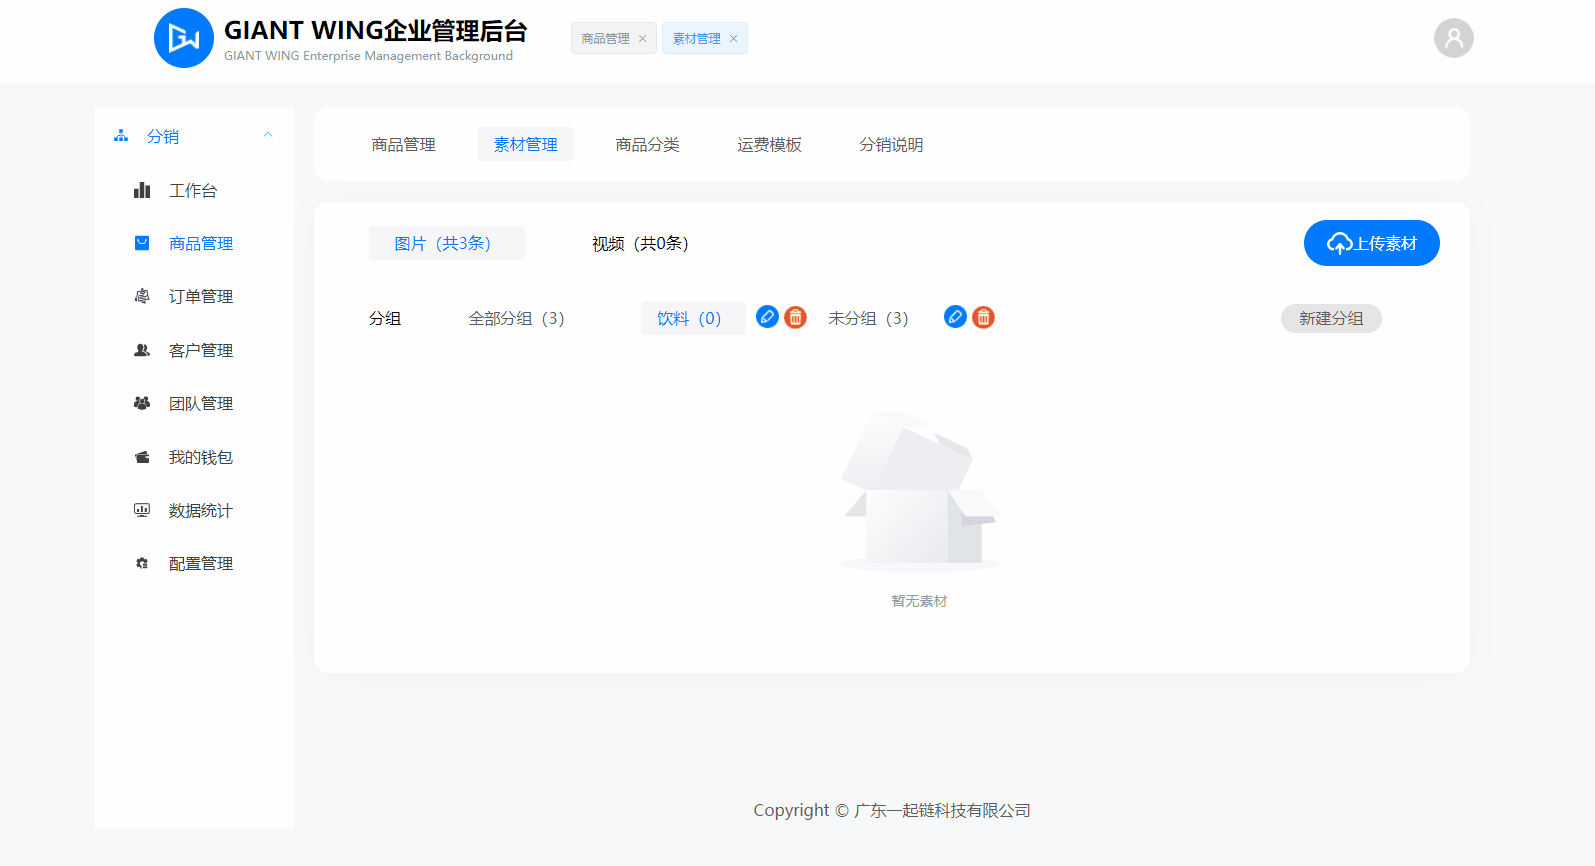 GIANT WING企业管理后台
GIANT WING Enterprise Management Background
商品管理 ×
素材管理 ×
分销
工作台
商品管理
订单管理
客户管理
团队管理
我的钱包
数据统计
配置管理
商品管理 素材管理 商品分类 运费模板 分销说明
图片（共3条） 视频（共0条） 上传素材
分组 全部分组（3） 饮料（0） 未分组（3） 新建分组
暂无素材
Copyright © 广东一起链科技有限公司